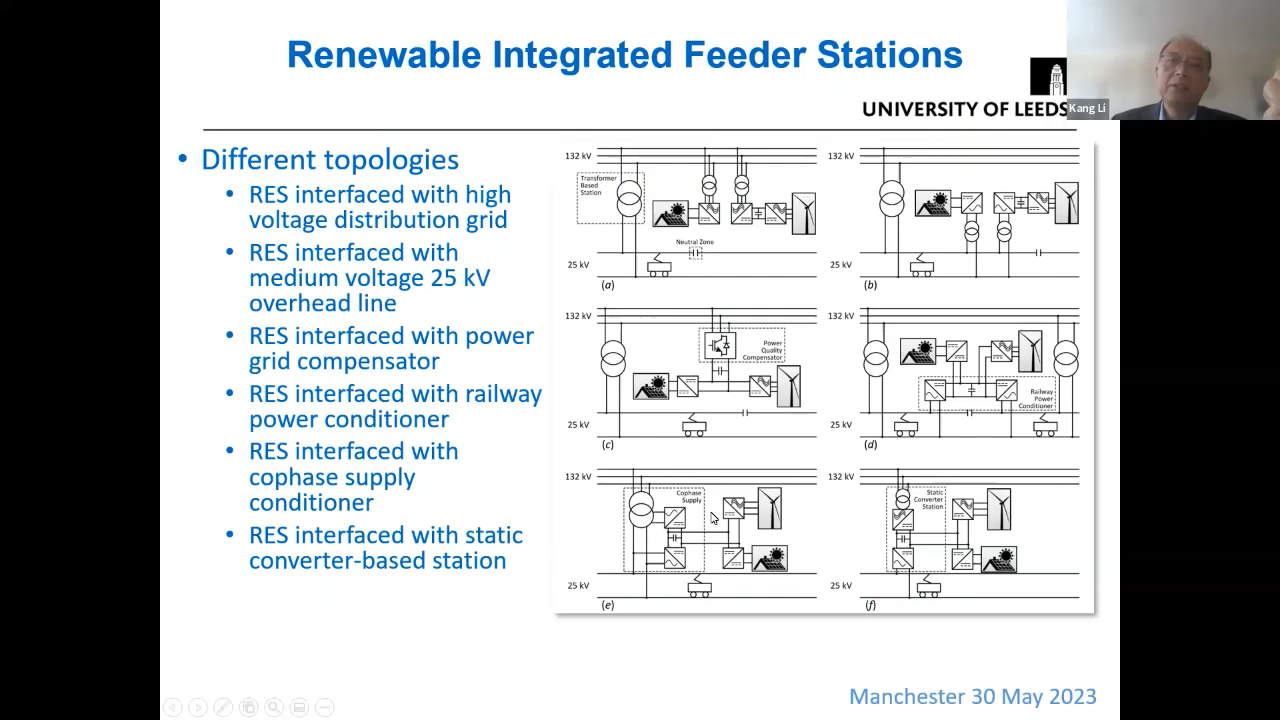 Renewable Integrated Feeder Stations
UNIVERSITY OF LEEDS
Kang Li
• Different topologies
• RES interfaced with high
voltage distribution grid
• RES interfaced with
medium voltage 25 kV
overhead line
• RES interfaced with power
grid compensator
• RES interfaced with railway
power conditioner
• RES interfaced with
cophase supply
conditioner
• RES interfaced with static
converter-based station
132 kV
Transformer
Based
Station
Neutral Zone
25 kV
(a)
132 kV
25 kV
(b)
132 kV
Power
Quality
Compensator
25 kV
(c)
132 kV
Railway
Power
Conditioner
25 kV
(d)
132 kV
Cophase
Supply
25 kV
(e)
132 kV
Static
Converter
Station
25 kV
(f)
Manchester 30 May 2023